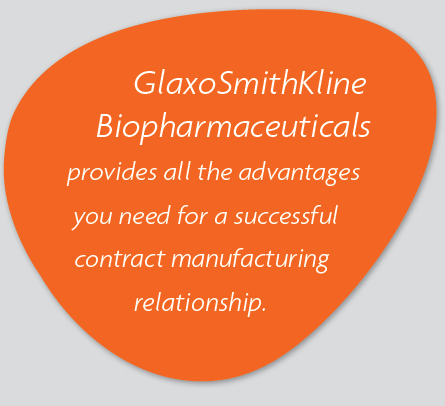 GlaxoSmithKline
Biopharmaceuticals
provides all the advantages
you need for a successful
contract manufacturing
relationship.